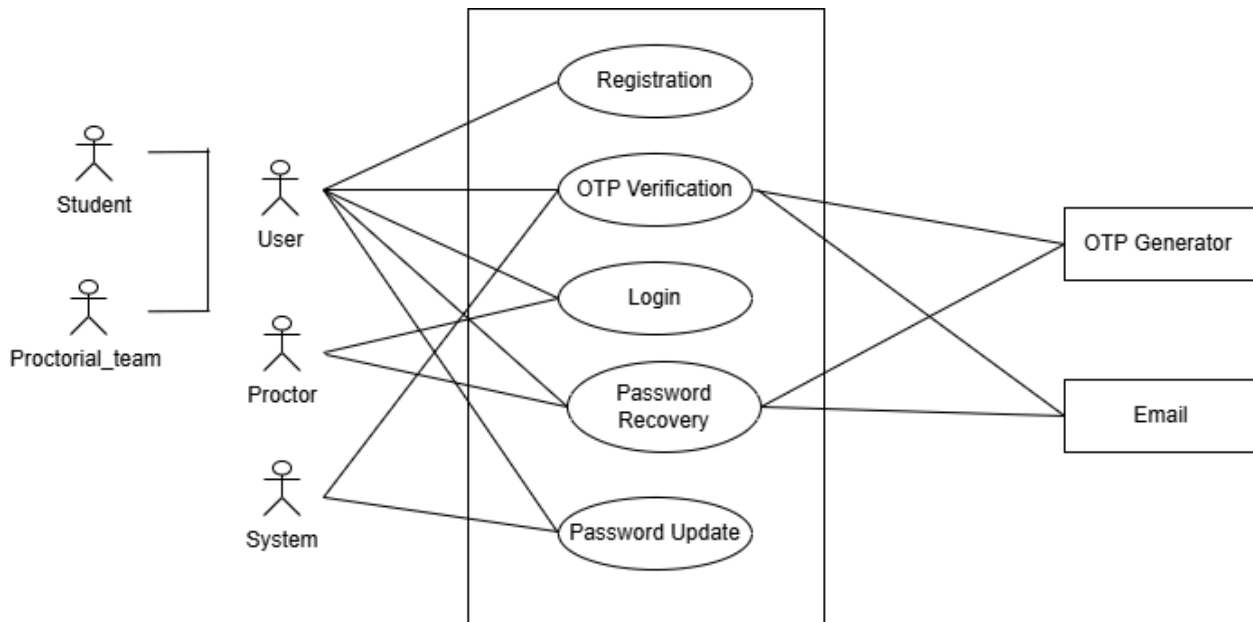 Registration
Student
User
OTP Verification
OTP Generator
Login
Proctorial_team
Proctor
Password
Recovery
Email
System
Password Update